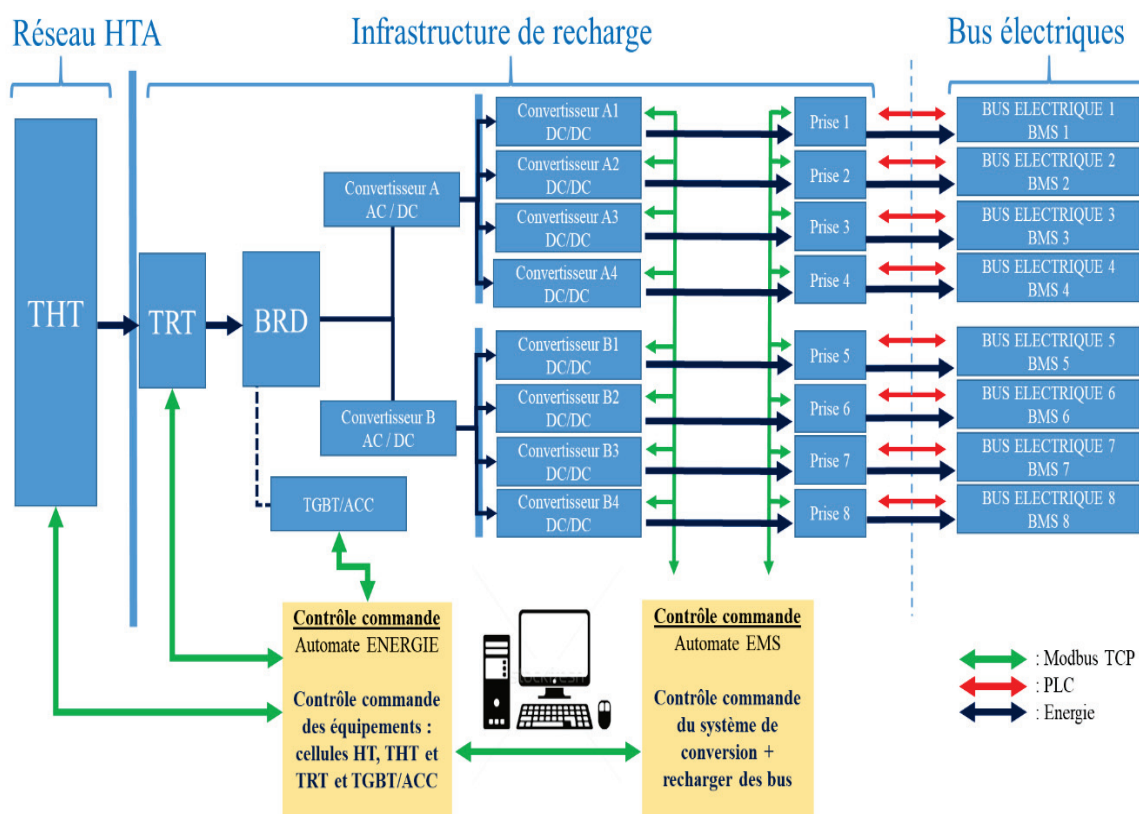 Réseau HTA
Infrastructure de recharge
Bus électriques
THT
TRT
BRD
Convertisseur A
AC / DC
Convertisseur B
AC / DC
TGBT/ACC
Convertisseur A1
DC/DC
Convertisseur A2
DC/DC
Convertisseur A3
DC/DC
Convertisseur A4
DC/DC
Convertisseur B1
DC/DC
Convertisseur B2
DC/DC
Convertisseur B3
DC/DC
Convertisseur B4
DC/DC
Prise 1
Prise 2
Prise 3
Prise 4
Prise 5
Prise 6
Prise 7
Prise 8
BUS ELECTRIQUE 1
BMS 1
BUS ELECTRIQUE 2
BMS 2
BUS ELECTRIQUE 3
BMS 3
BUS ELECTRIQUE 4
BMS 4
BUS ELECTRIQUE 5
BMS 5
BUS ELECTRIQUE 6
BMS 6
BUS ELECTRIQUE 7
BMS 7
BUS ELECTRIQUE 8
BMS 8
Contrôle commande
Automate ENERGIE
Contrôle commande
des équipements :
cellules HT, THT et
TRT et TGBT/ACC
Contrôle commande
Automate EMS
Contrôle commande
du système de
conversion +
recharger des bus
: Modbus TCP
: PLC
: Energie